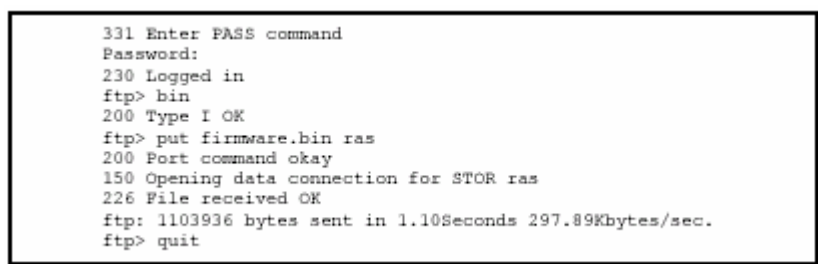 331 Enter PASS command
Password:
230 Logged in
ftp> bin
200 Type I OK
ftp> put firmware.bin ras
200 Port command okay
150 Opening data connection for STOR ras
226 File received OK
ftp: 1103936 bytes sent in 1.10Seconds 297.89Kbytes/sec.
ftp> quit